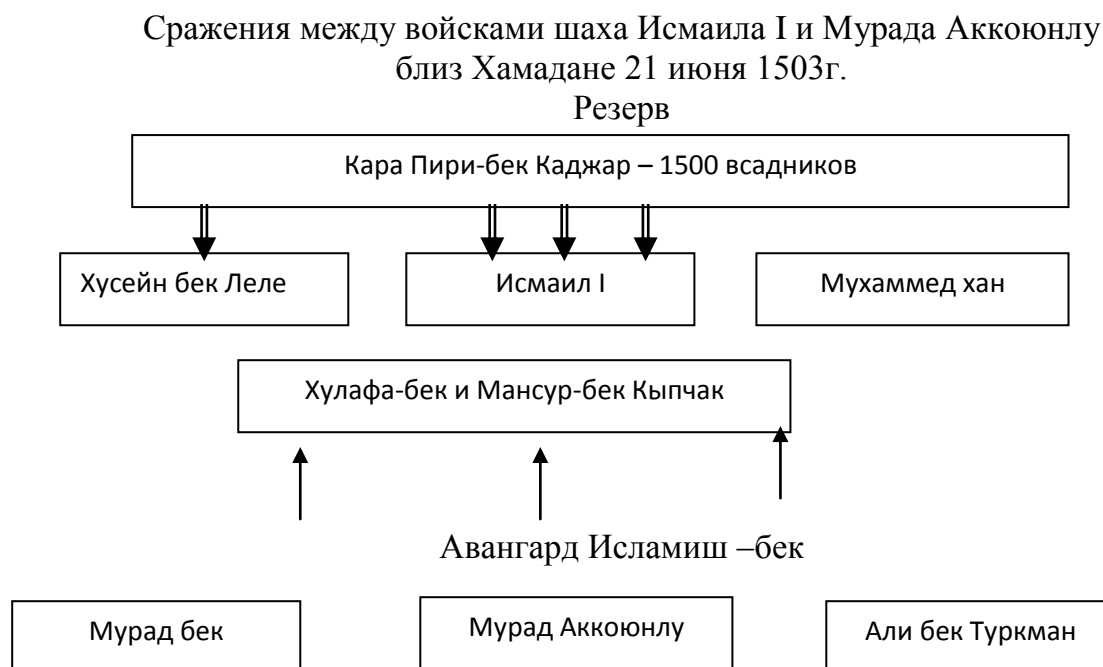 Сражения между войсками шаха Исмаила I и Мурада Аккоюнлу
близ Хамадане 21 июня 1503г.
Резерв
Кара Пири-бек Каджар – 1500 всадников
Хусейн бек Леле
Исмаил I
Мухаммед хан
Хулафа-бек и Мансур-бек Кыпчак
Авангард Исламиш –бек
Мурад бек
Мурад Аккоюнлу
Али бек Туркман